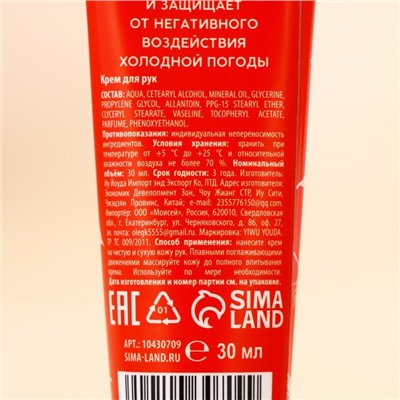 И ЗАЩИЩАЕТ
ОТ НЕГАТИВНОГО
ВОЗДЕЙСТВИЯ
ХОЛОДНОЙ ПОГОДЫ
Крем для рук
СОСТАВ: AQUA, CETEARYL ALCOHOL, MINERAL OIL, GLYCERINE,
PROPYLENE GLYCOL, ALLANTOIN, PPG-15 STEARYL ETHER,
GLYCERYL STEARATE, VASELINE, TOCOPHERYL ACETATE,
PARFUME, PHENOXYETHANOL.
Противопоказания: индивидуальная непереносимость
ингредиентов. Условия хранения: хранить при
температуре от +5 °С до +25 °С и относительной
влажности воздуха не более 70 %. Номинальный
объём: 30 мл. Срок годности: 3 года. Изготовитель:
Иу Йоуда Импорт энд Экспорт Ко, ЛТД. Адрес
изготовителя:
Экономик Девелопмент Зон, Чоу Жианг Стр, ИУ Сити,
Чжэцзян Провинс, Китай, e-mail: 2355776150@qq.com.
Импортёр: ООО «Моисей», Россия, 620010, Свердловская
обл., г. Екатеринбург, ул. Черняховского, д. 86, оф. 27,
e-mail: olegk5555@mail.ru. Маркировка: YIWU YOUDA.
ТР ТС 009/2011. Способ применения: нанесите крем
на чистую и сухую кожу рук. Плавными поглаживающими
движениями массируйте кожу до полного впитывания
крема. Используйте по мере необходимости.
Дата изготовления и номер партии см. на упаковке.
EAC
01
SIMA
LAND
АРТ.: 10430709
SIMA-LAND.RU
℮ 30 мл